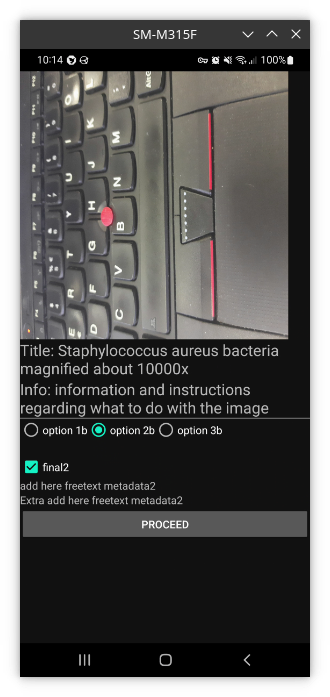 SM-M315F
10:14
100%
Title: Staphylococcus aureus bacteria
magnified about 10000x
Info: information and instructions
regarding what to do with the image
option 1b option 2b option 3b
final2
add here freetext metadata2
Extra add here freetext metadata2
PROCEED